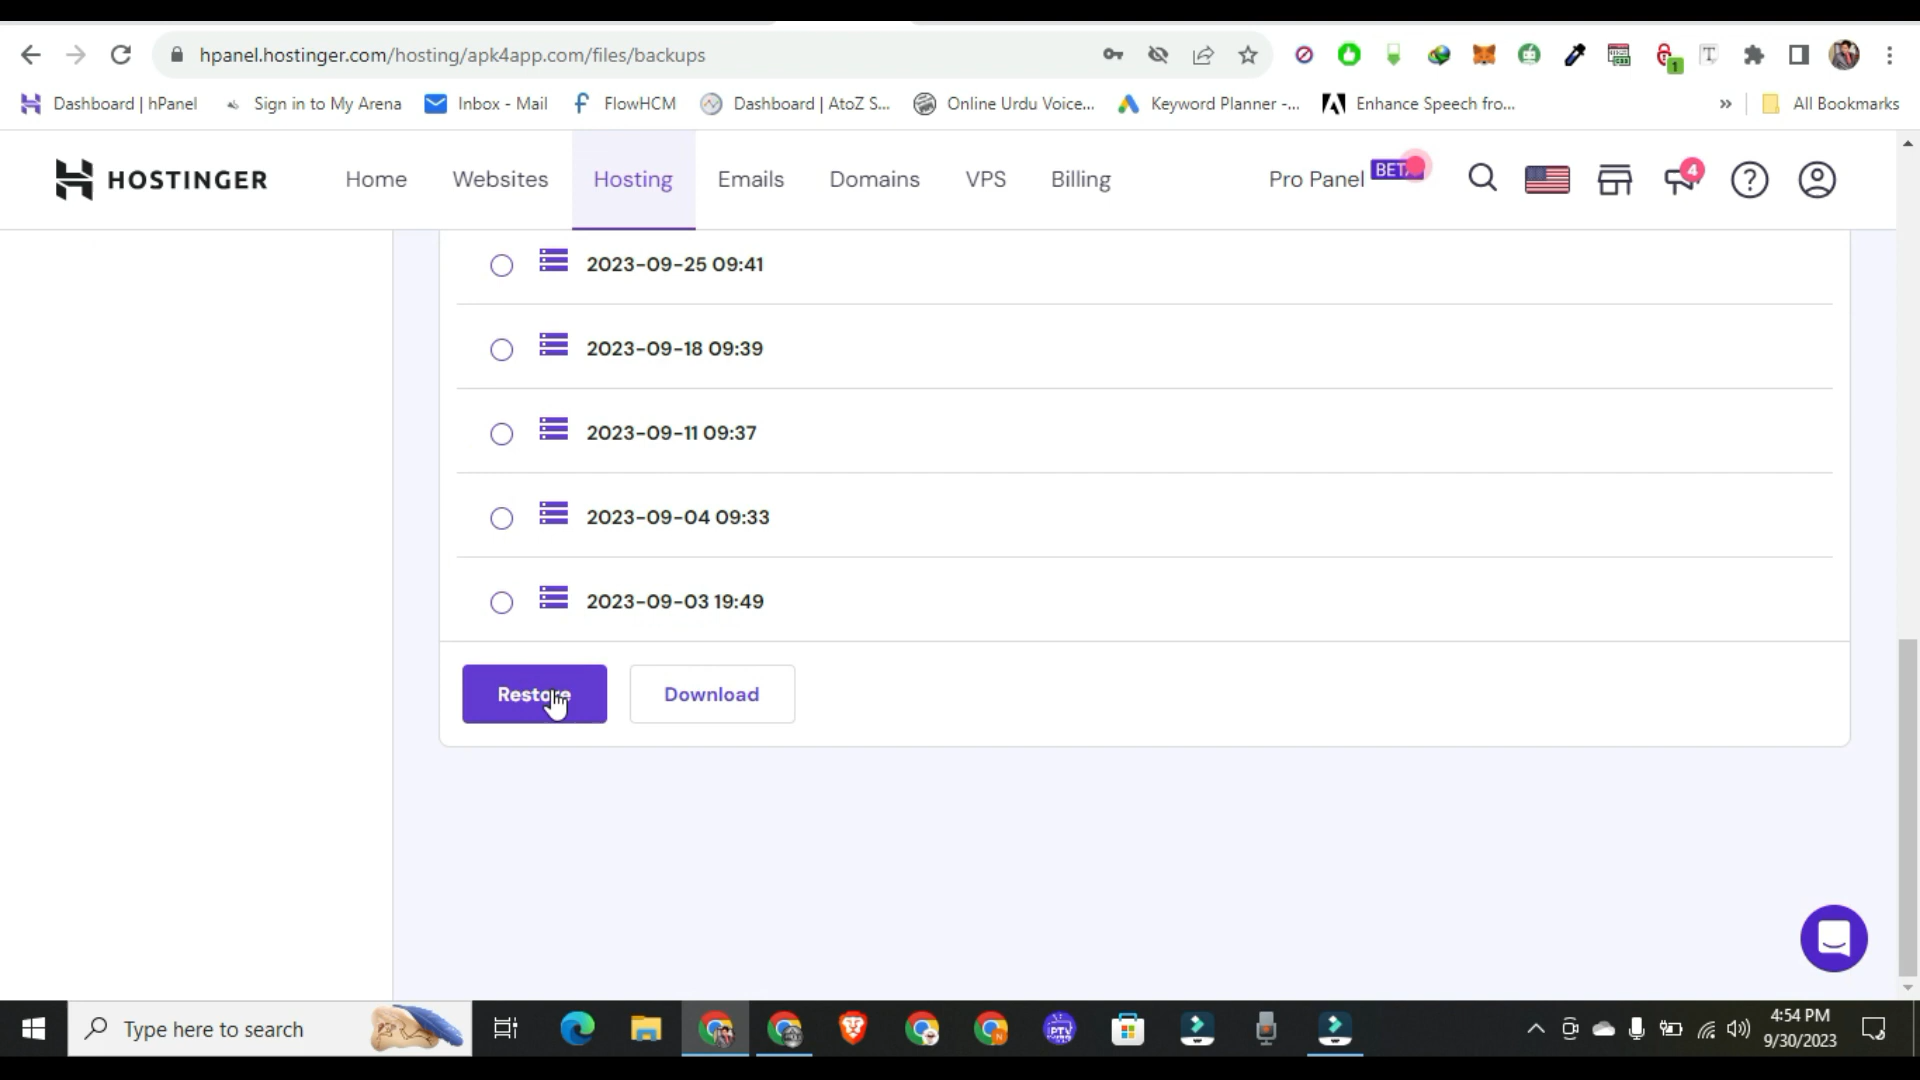 hpanel.hostinger.com/hosting/apk4app.com/files/backups
1
Dashboard | hPanel
Sign in to My Arena
Inbox - Mail
FlowHCM
Dashboard | AtoZ S...
Online Urdu Voice...
Keyword Planner -...
Enhance Speech fro...
»
All Bookmarks
HOSTINGER
Home
Websites
Hosting
Emails
Domains
VPS
Billing
Pro Panel
BETA
4
2023-09-25 09:41
2023-09-18 09:39
2023-09-11 09:37
2023-09-04 09:33
2023-09-03 19:49
Restore
Download
Type here to search
4:54 PM
9/30/2023